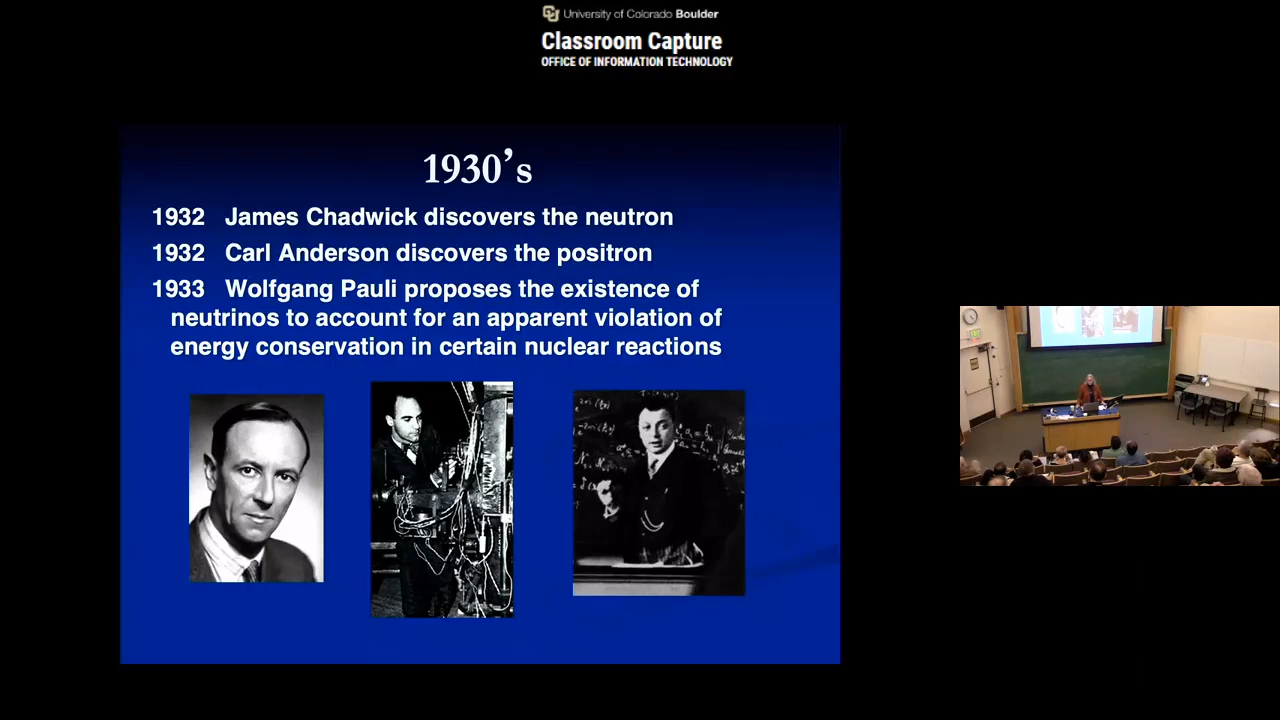 University of Colorado Boulder
Classroom Capture
OFFICE OF INFORMATION TECHNOLOGY
1930's
1932 James Chadwick discovers the neutron
1932 Carl Anderson discovers the positron
1933 Wolfgang Pauli proposes the existence of
neutrinos to account for an apparent violation of
energy conservation in certain nuclear reactions